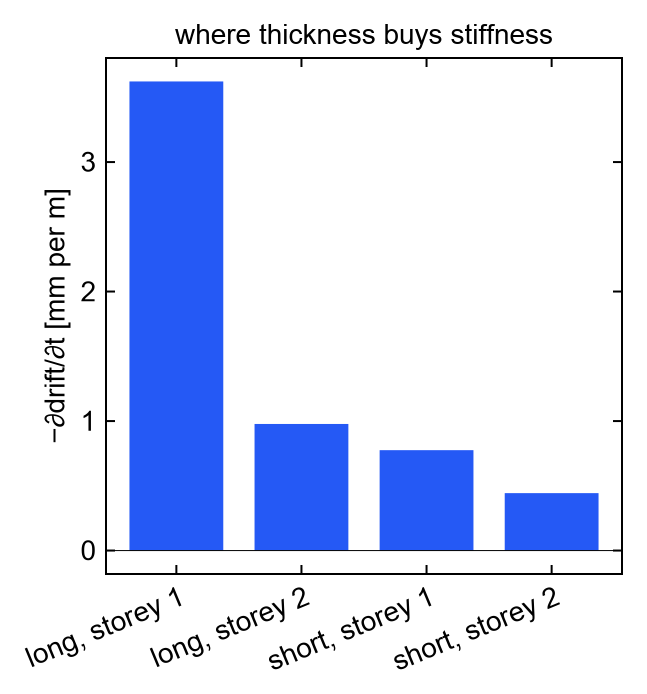 where thickness buys stiffness
−∂drift/∂t [mm per m]
3
2
1
0
long, storey 1
long, storey 2
short, storey 1
short, storey 2